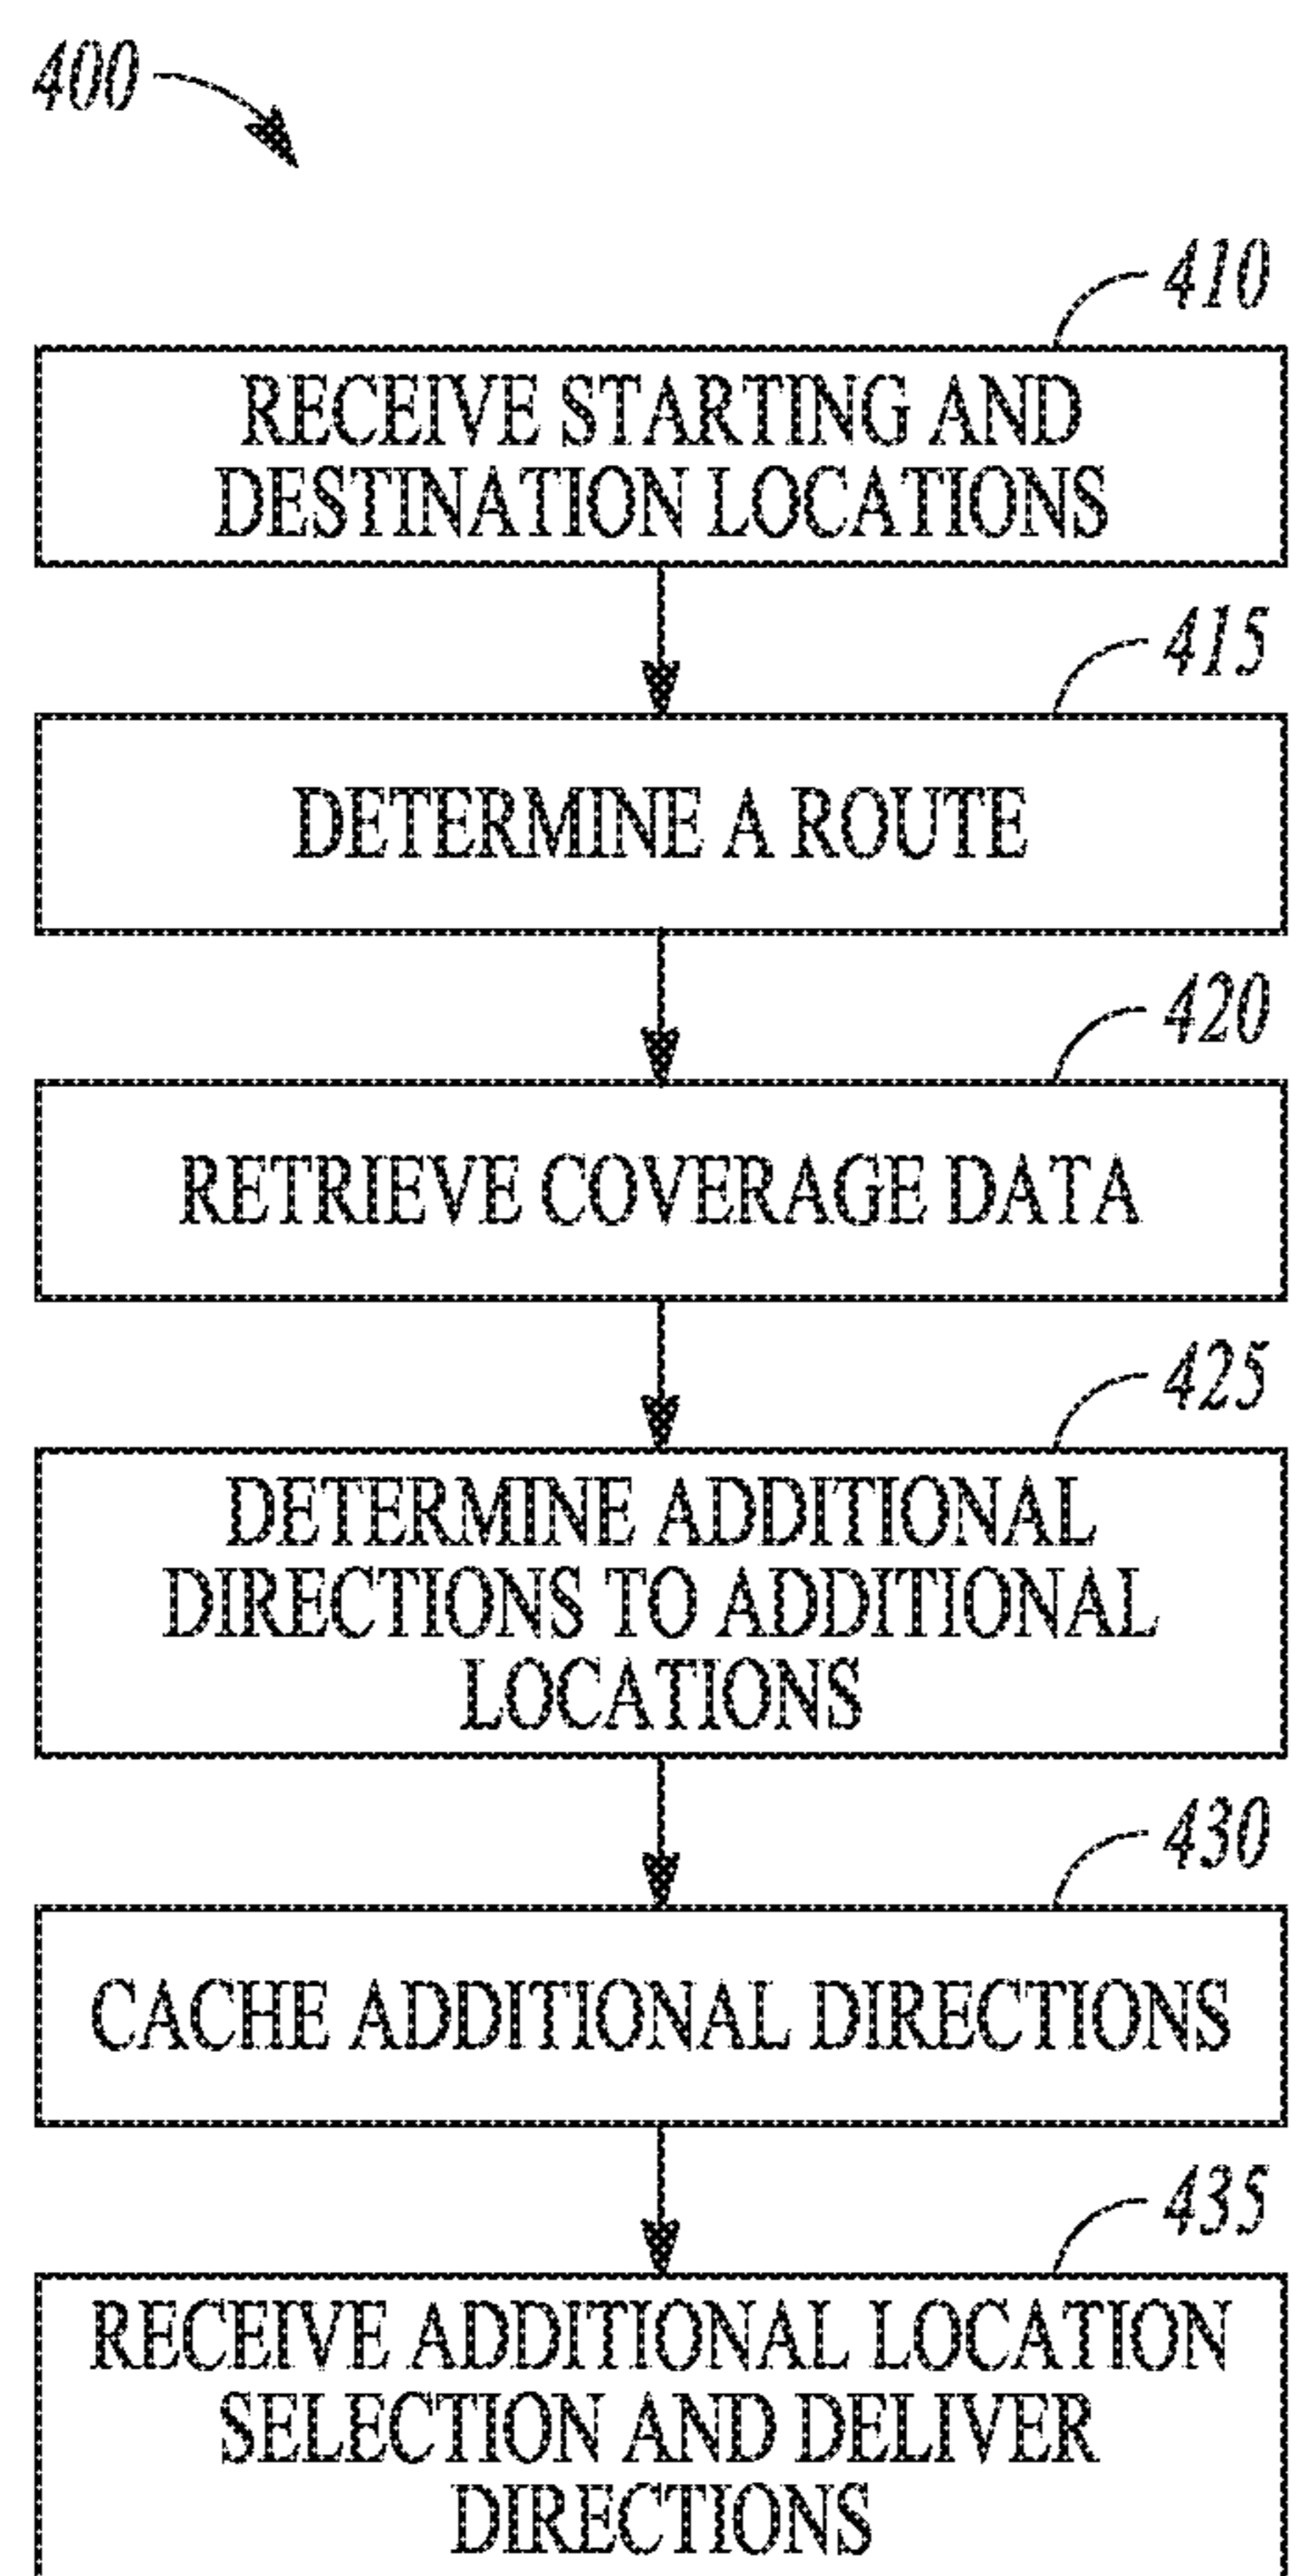 400
410
RECEIVE STARTING AND
DESTINATION LOCATIONS
415
DETERMINE A ROUTE
420
RETRIEVE COVERAGE DATA
425
DETERMINE ADDITIONAL
DIRECTIONS TO ADDITIONAL
LOCATIONS
430
CACHE ADDITIONAL DIRECTIONS
435
RECEIVE ADDITIONAL LOCATION
SELECTION AND DELIVER
DIRECTIONS